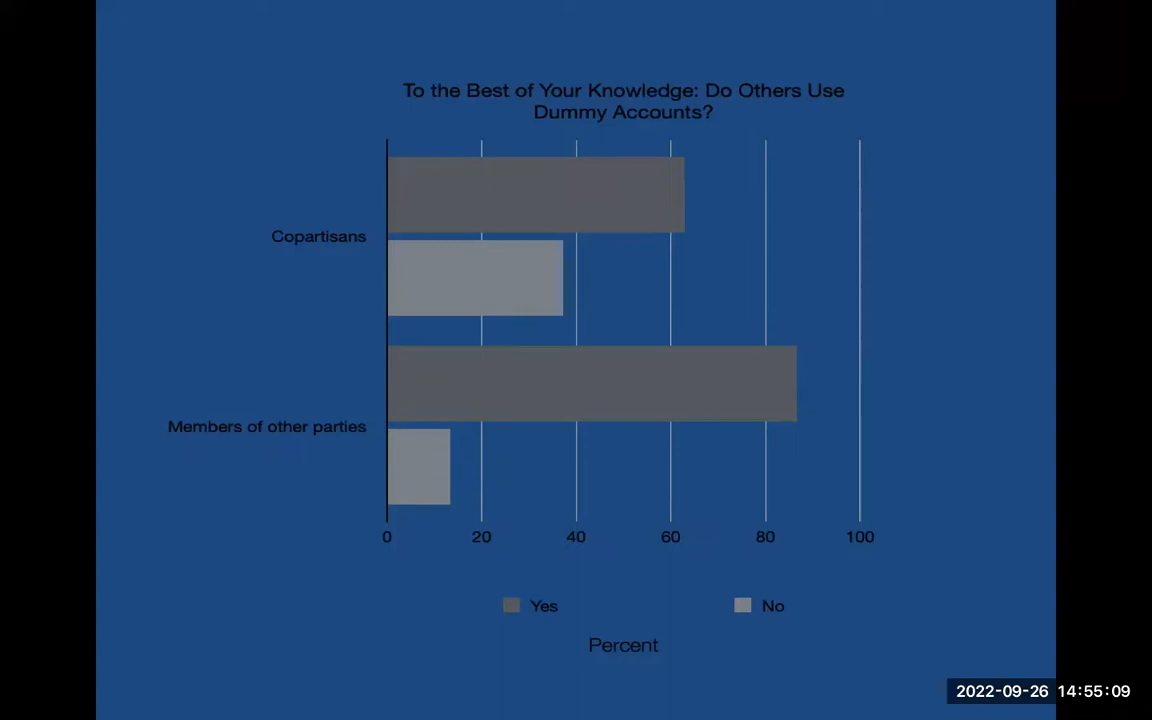 To the Best of Your Knowledge: Do Others Use
Dummy Accounts?
Copartisans
Members of other parties
0 20 40 60 80 100
Yes No
Percent
2022-09-26 14:55:09